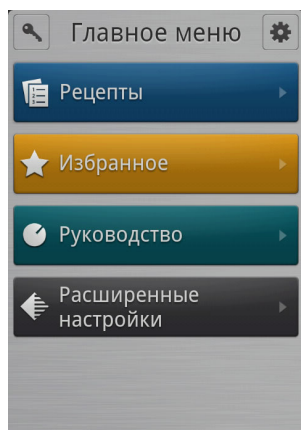 Главное меню
Рецепты
Избранное
Руководство
Расширенные
настройки